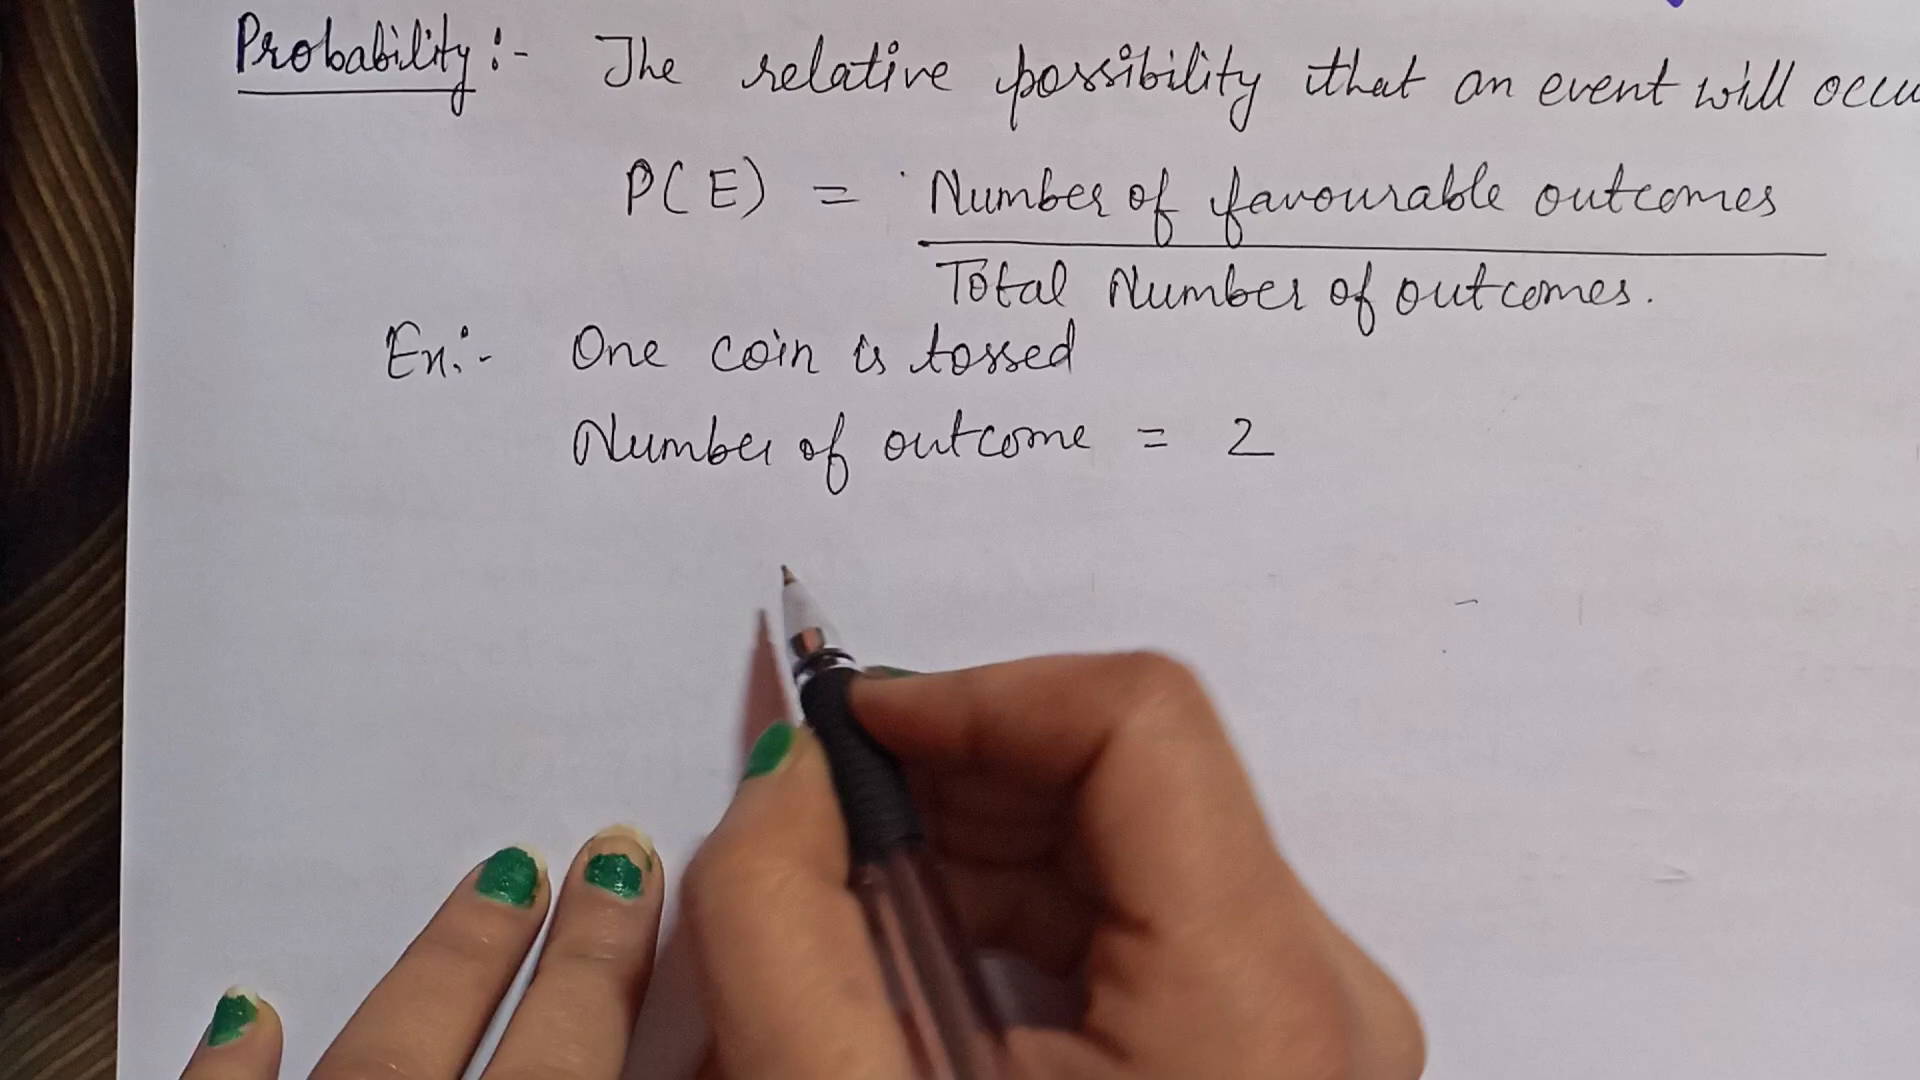 Probability :- The relative possibility that an event will occu
P(E) = Number of favourable outcomes
Total Number of outcomes.
Ex:- One coin is tossed
Number of outcome = 2